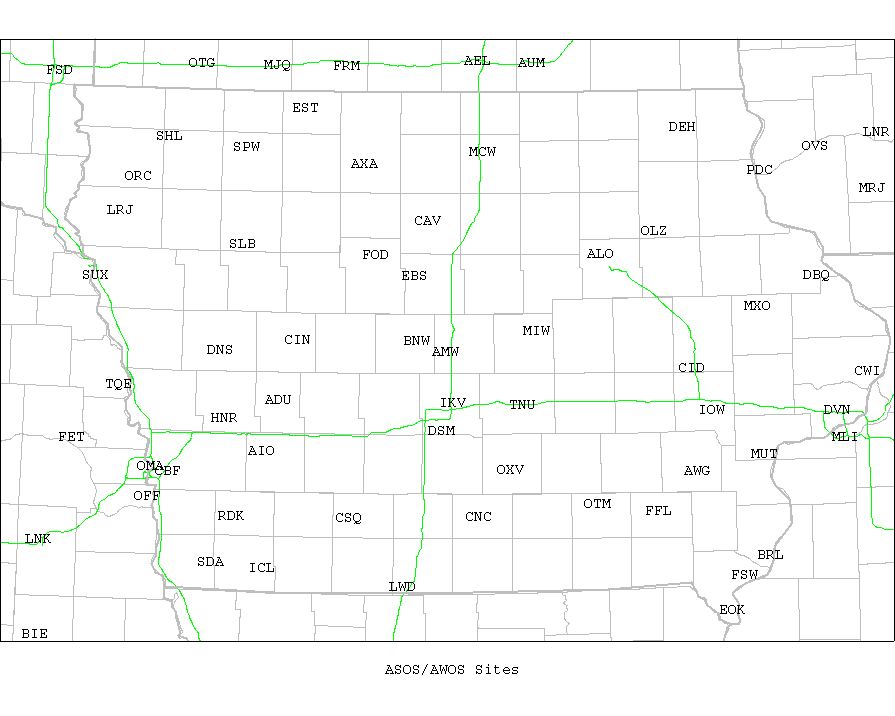 AEL
OTG MJQ FRM AUM
FSD
EST
DEH
SHL LNR
SPW MCW OVS
AXA
ORC PDC
MRJ
LRJ
CAV
OLZ
SLB
FOD ALO
SUX EBS DBQ
MXO
MIW
CIN BNW
DNS AMW
CID CWI
TQE
ADU IKV TNU
HNR IOW DVN
FET DSM MLI
AIO MUT
OMA CBF OXV AWG
OFF
OTM
RDK CSQ CNC FFL
LNK
BRL
SDA ICL
FSW
LWD
EOK
BIE
ASOS/AWOS Sites